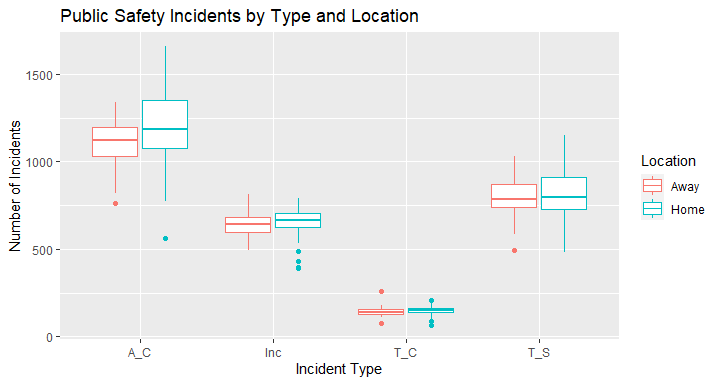 Public Safety Incidents by Type and Location
Number of Incidents
1500
1000
500
0
A_C
Inc
T_C
T_S
Incident Type
Location
Away
Home